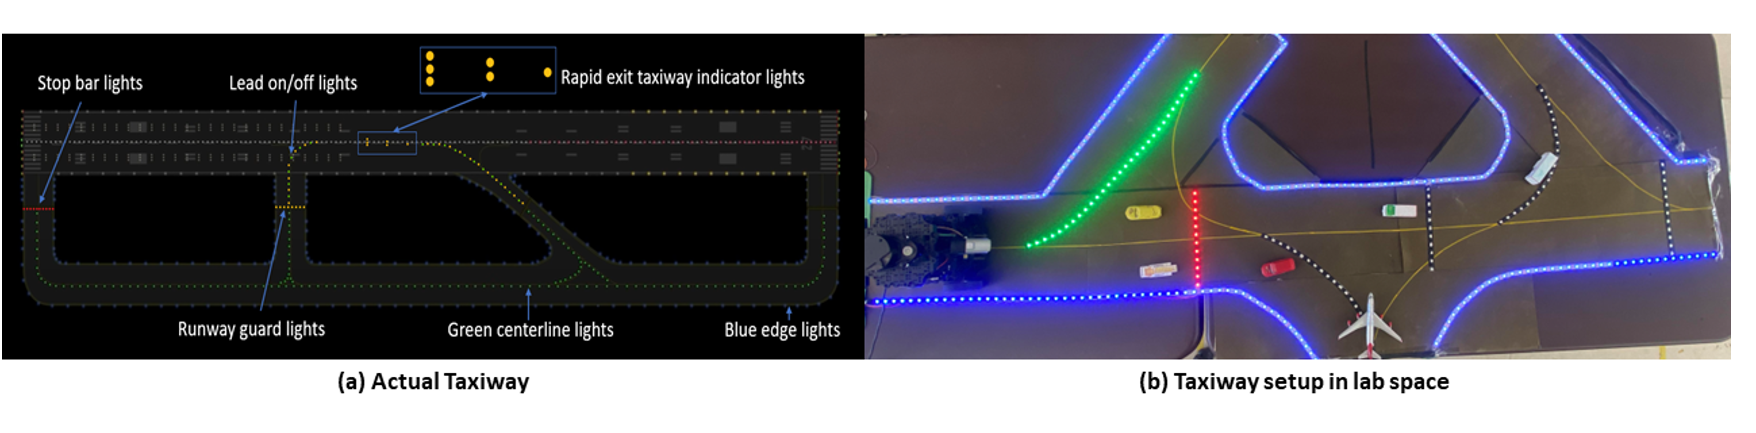 Stop bar lights
Lead on/off lights
Rapid exit taxiway indicator lights
Runway guard lights
Green centerline lights
Blue edge lights
(a) Actual Taxiway
(b) Taxiway setup in lab space